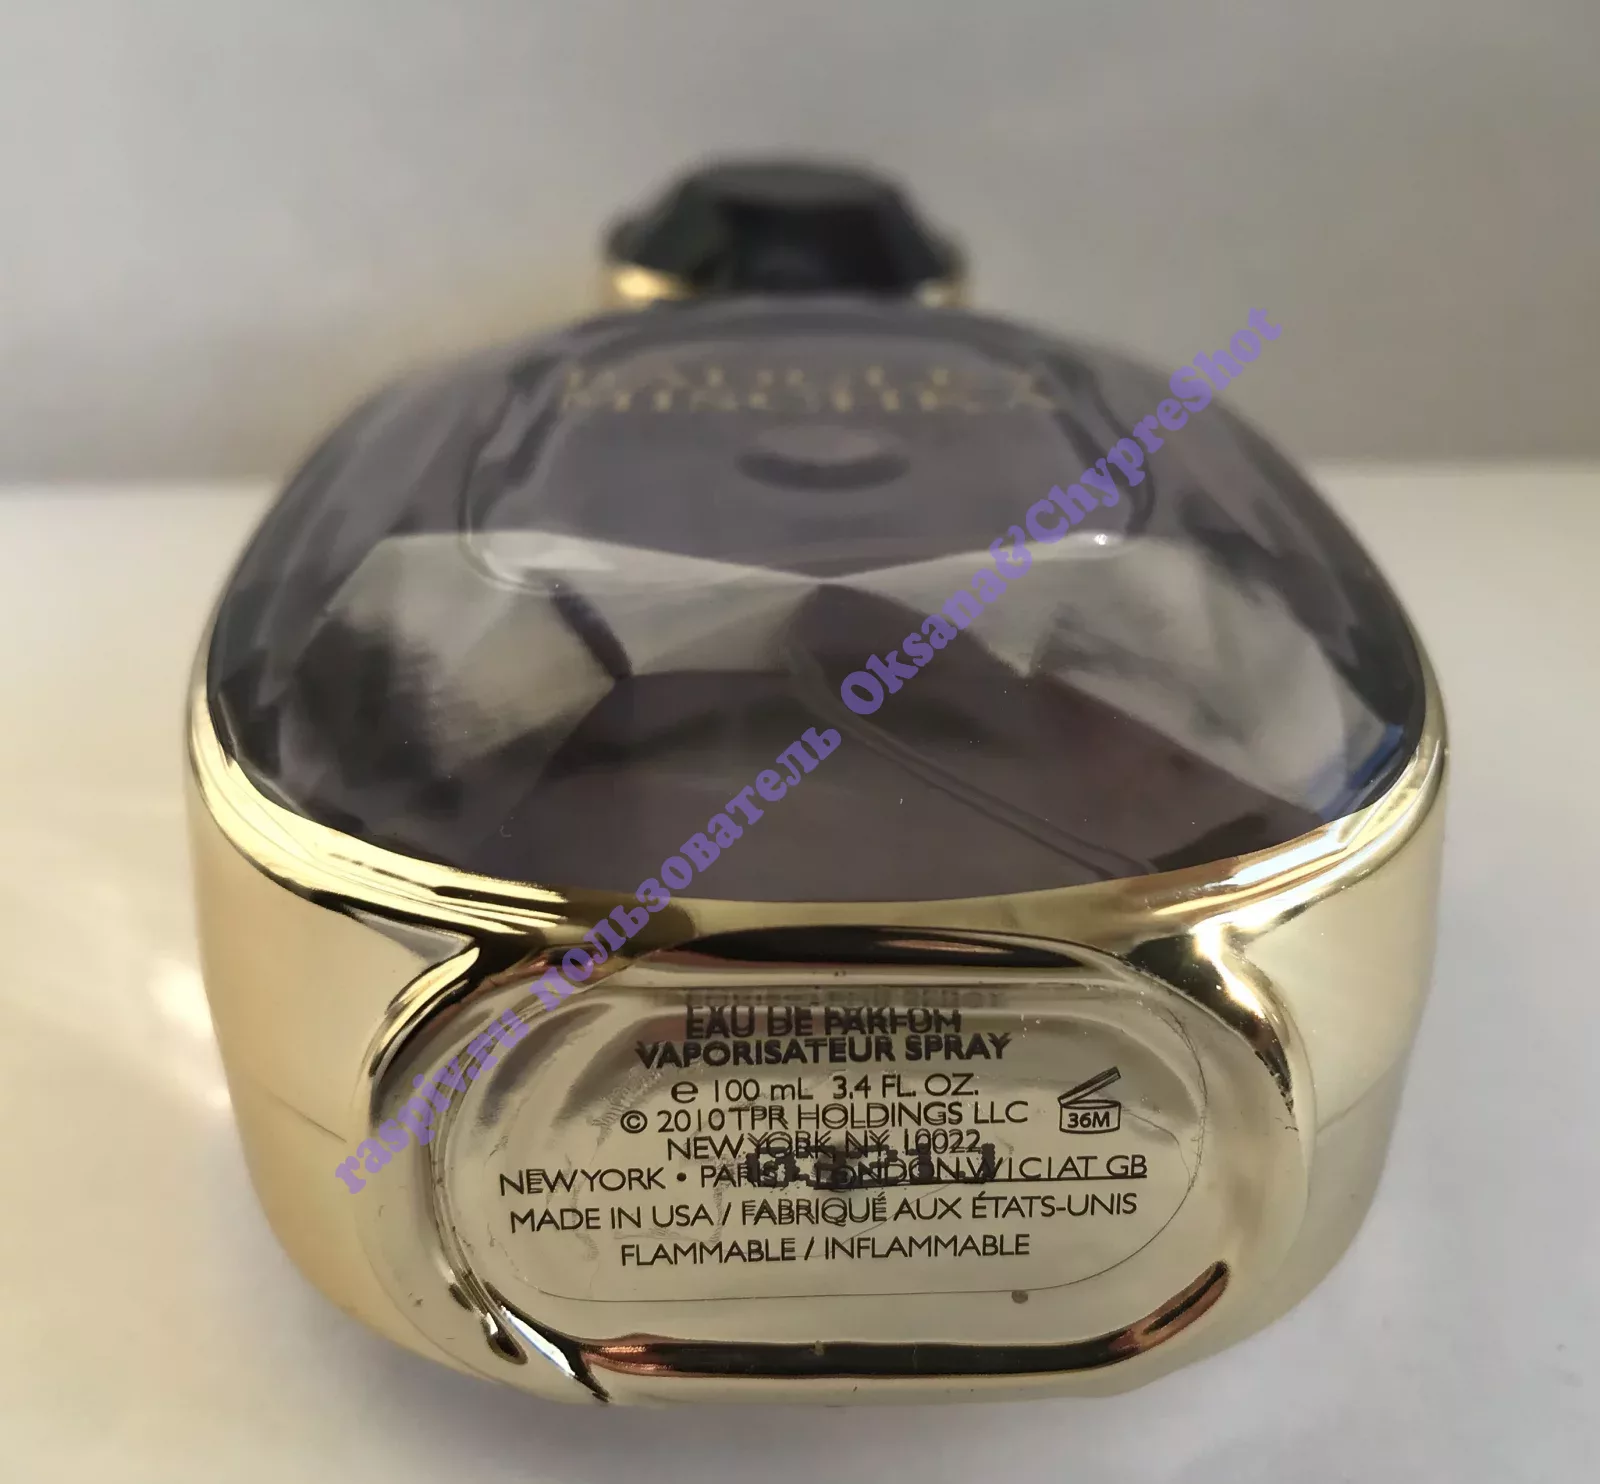 EAU DE PARFUM
VAPORISATEUR SPRAY
e 100 mL 3.4 FL. OZ.
© 2010 TPR HOLDINGS LLC
36M
NEW YORK, NY 10022
NEW YORK • PARIS • LONDON W1C1AT GB
MADE IN USA / FABRIQUÉ AUX ÉTATS-UNIS
FLAMMABLE / INFLAMMABLE
raspiv.ru пользователь Oksana&ChypreShot